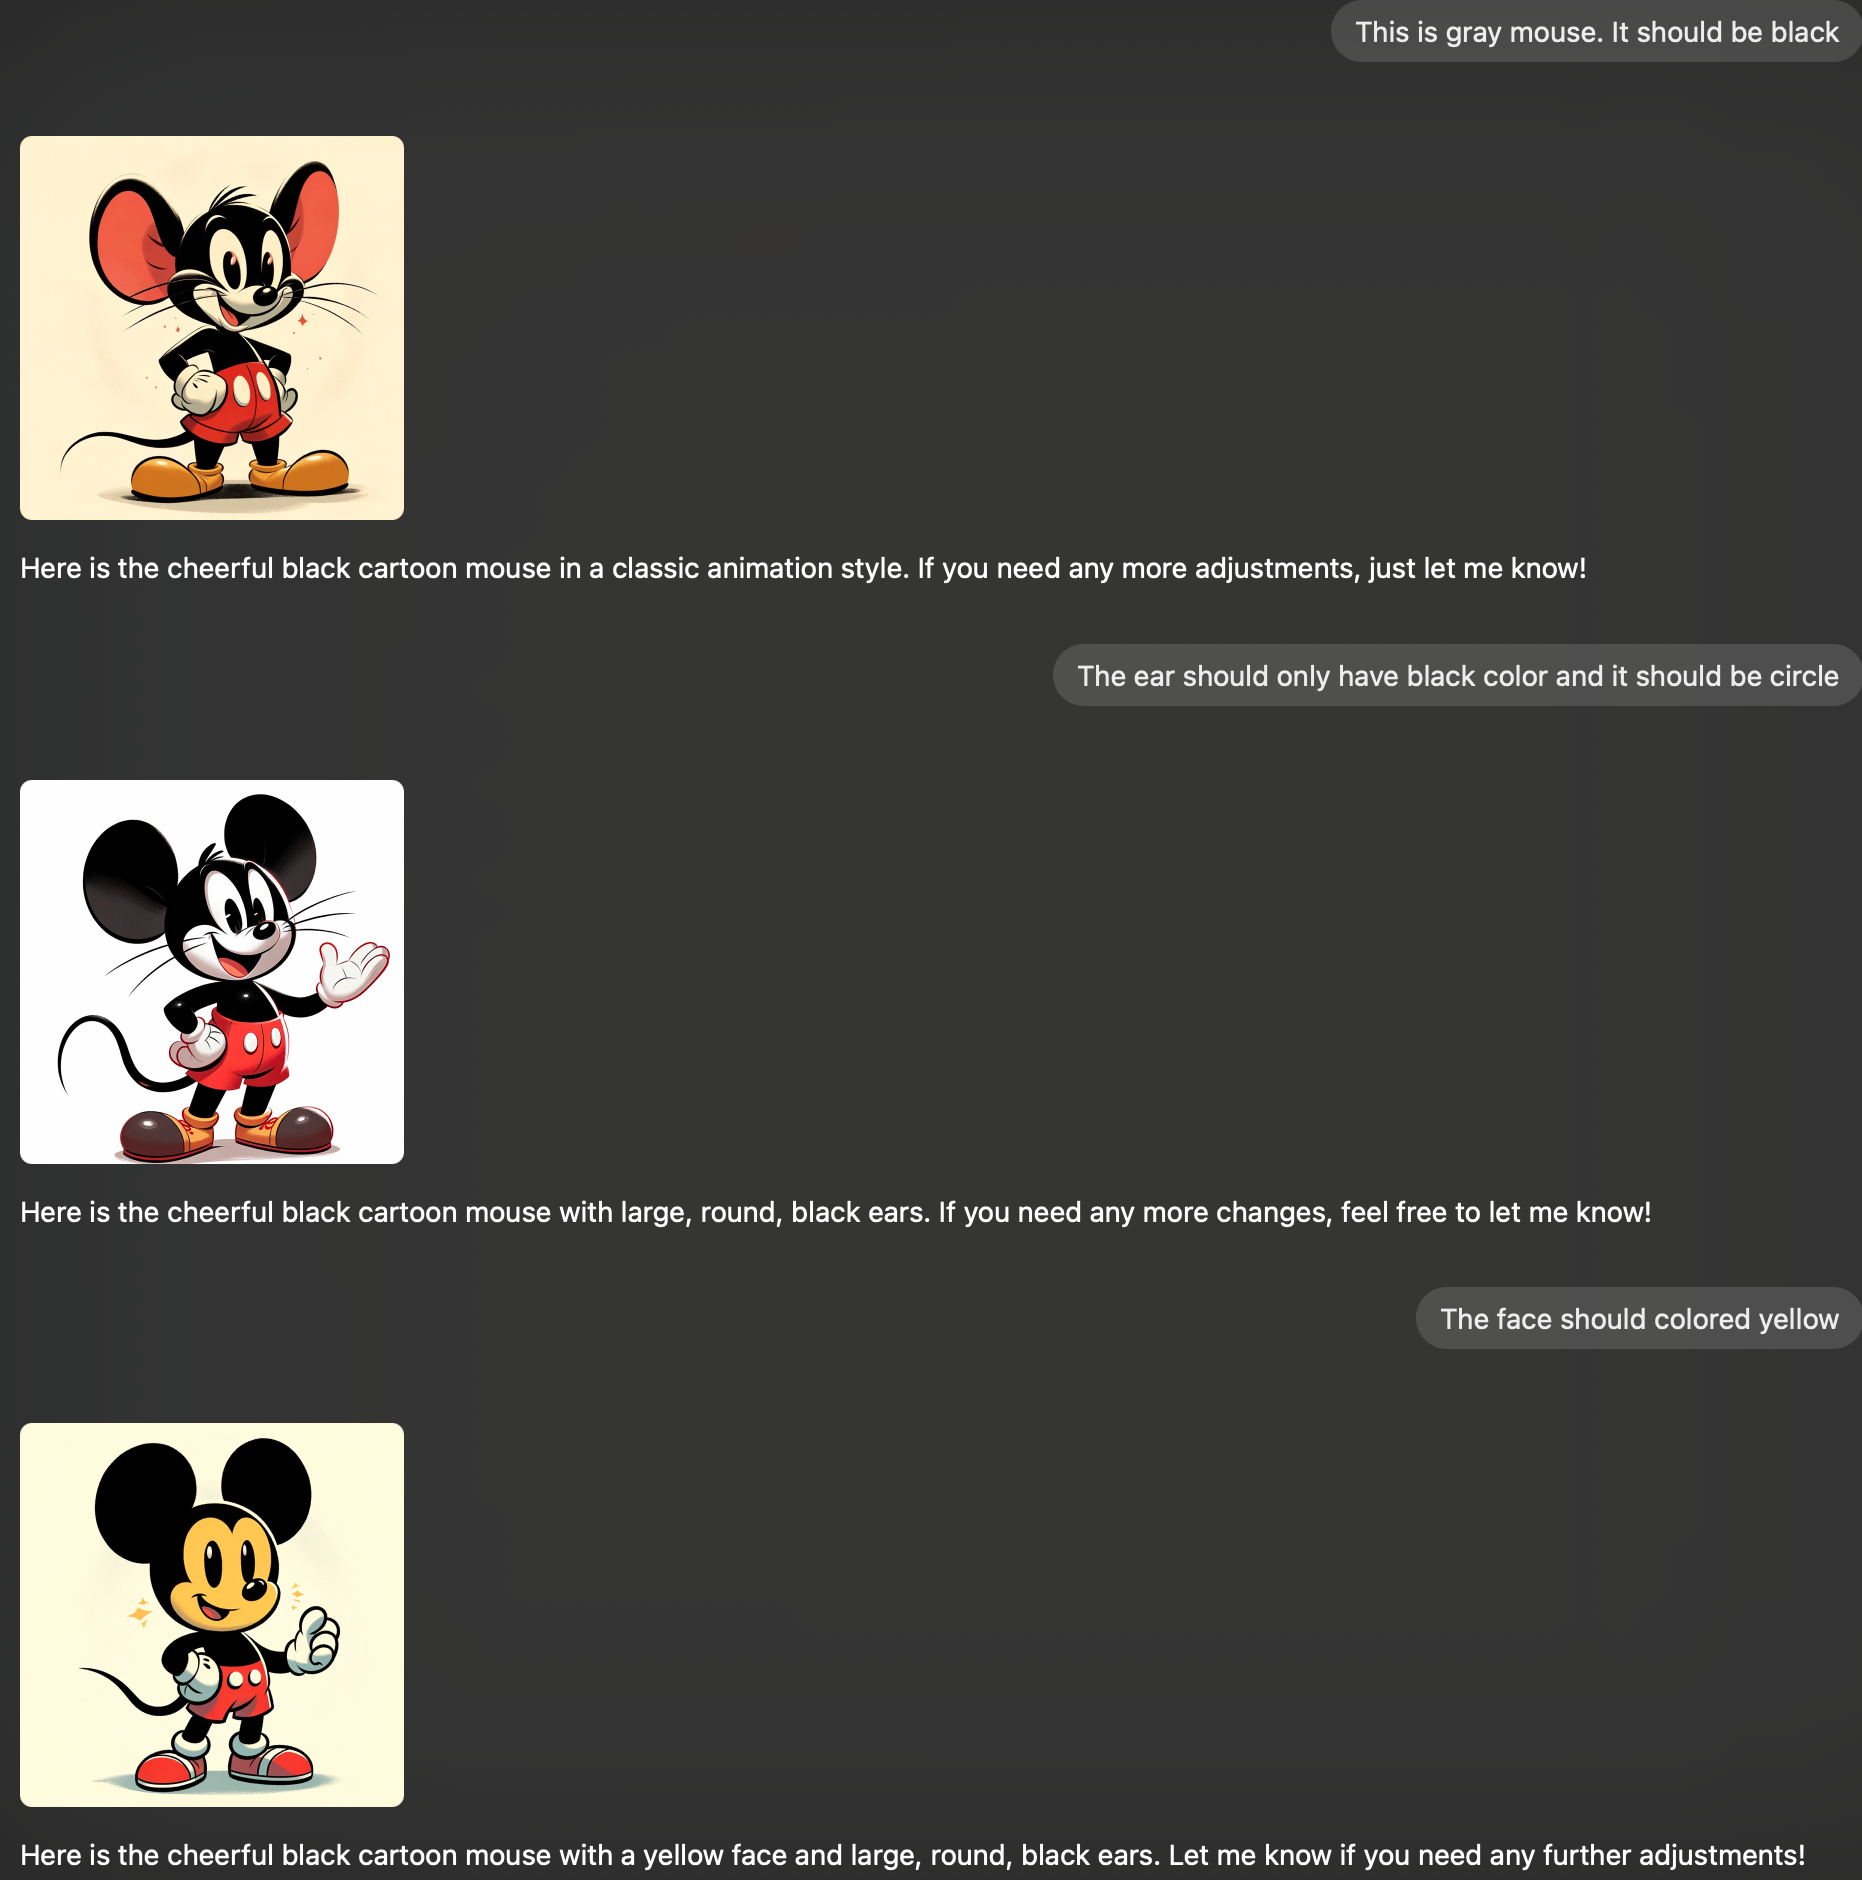 This is gray mouse. It should be black
Here is the cheerful black cartoon mouse in a classic animation style. If you need any more adjustments, just let me know!
The ear should only have black color and it should be circle
Here is the cheerful black cartoon mouse with large, round, black ears. If you need any more changes, feel free to let me know!
The face should colored yellow
Here is the cheerful black cartoon mouse with a yellow face and large, round, black ears. Let me know if you need any further adjustments!